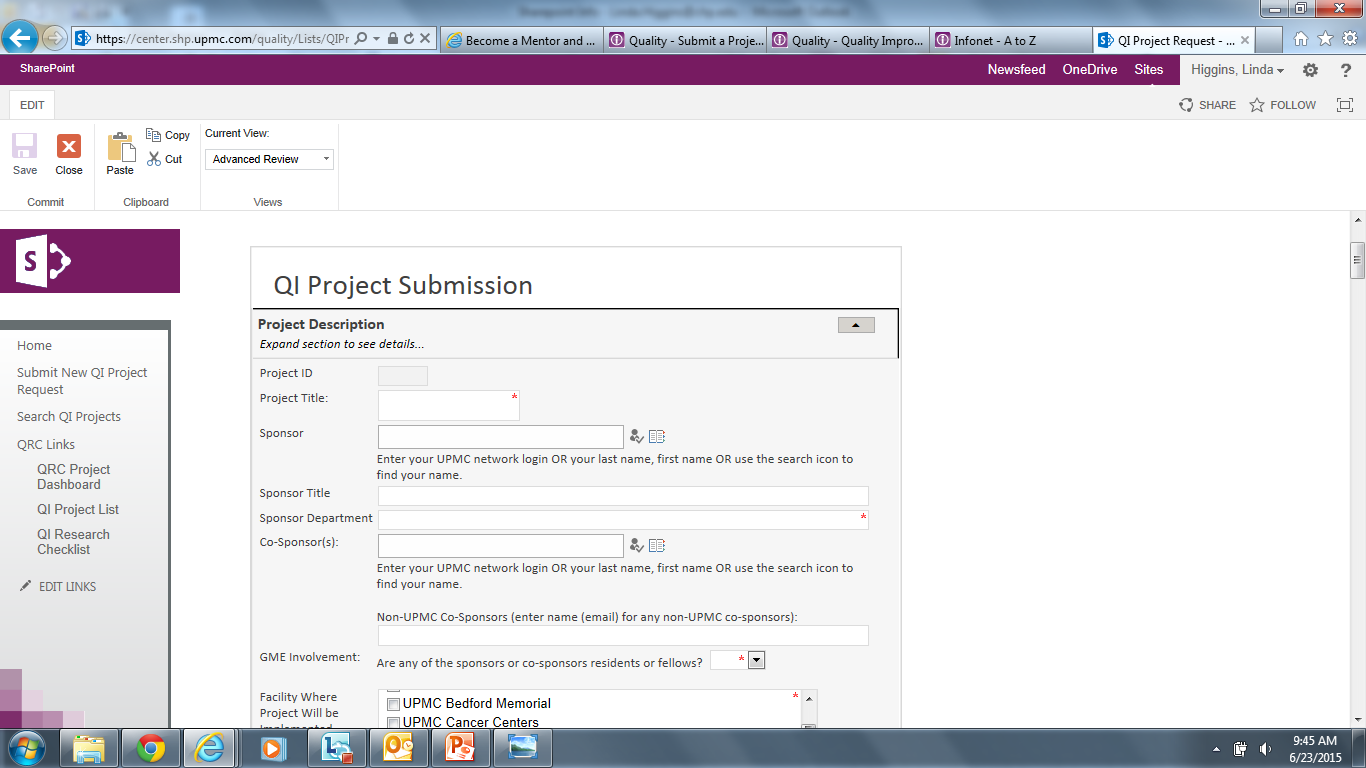 https://center.shp.upmc.com/quality/Lists/QIPr
Become a Mentor and ...
Quality - Submit a Proje...
Quality - Quality Impro...
Infonet - A to Z
QI Project Request - ...
SharePoint
Newsfeed
OneDrive
Sites
Higgins, Linda
?
EDIT
SHARE
FOLLOW
Save
Close
Paste
Copy
Cut
Current View:
Advanced Review
Commit
Clipboard
Views
S
Home
Submit New QI Project
Request
Search QI Projects
QRC Links
QRC Project
Dashboard
QI Project List
QI Research
Checklist
EDIT LINKS
QI Project Submission
Project Description
Expand section to see details...
Project ID
Project Title:
*
Sponsor
Enter your UPMC network login OR your last name, first name OR use the search icon to
find your name.
Sponsor Title
Sponsor Department
*
Co-Sponsor(s):
Enter your UPMC network login OR your last name, first name OR use the search icon to
find your name.
Non-UPMC Co-Sponsors (enter name (email) for any non-UPMC co-sponsors):
GME Involvement:
Are any of the sponsors or co-sponsors residents or fellows?
*
Facility Where
Project Will be
Implemented
*
UPMC Bedford Memorial
UPMC Cancer Centers
9:45 AM
6/23/2015